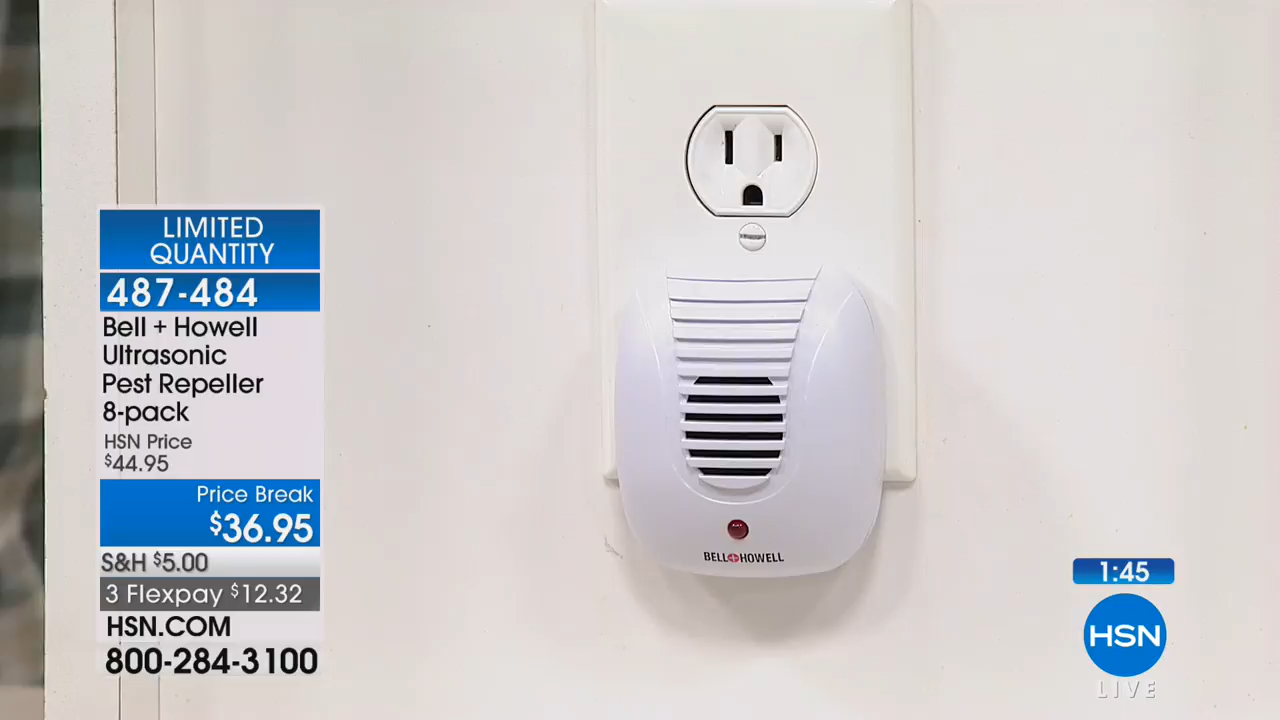 LIMITED
QUANTITY
487-484
Bell + Howell
Ultrasonic
Pest Repeller
8-pack
HSN Price
$44.95
Price Break
$36.95
S&H $5.00
3 Flexpay $12.32
HSN.COM
800-284-3100
BELL+HOWELL
1:45
HSN
LIVE